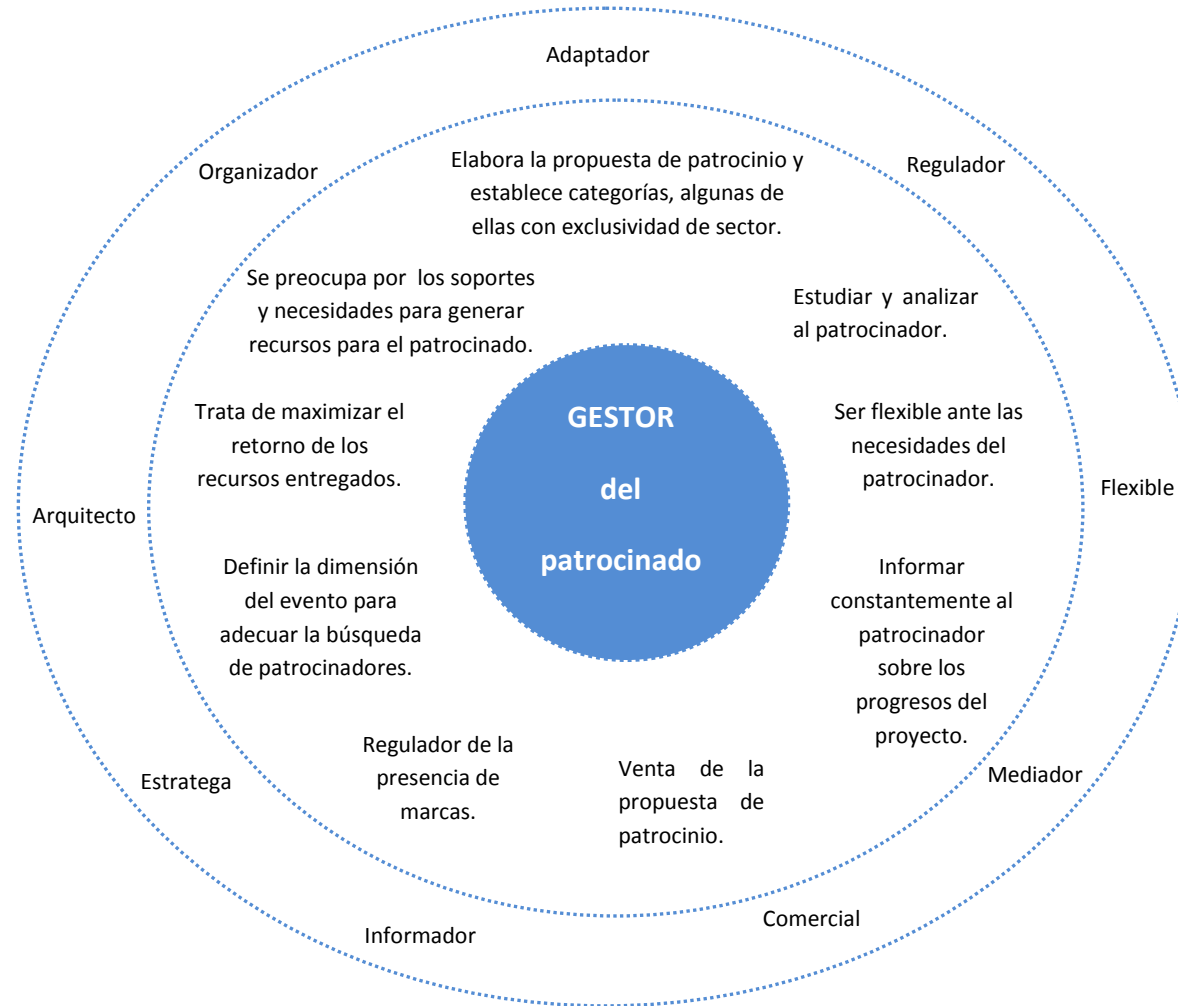 Adaptador
Organizador
Regulador
Elabora la propuesta de patrocinio y
establece categorías, algunas de
ellas con exclusividad de sector.
Se preocupa por los soportes
y necesidades para generar
recursos para el patrocinado.
Estudiar y analizar
al patrocinador.
Trata de maximizar el
retorno de los
recursos entregados.
GESTOR
del
patrocinado
Ser flexible ante las
necesidades del
patrocinador.
Arquitecto
Flexible
Definir la dimensión
del evento para
adecuar la búsqueda
de patrocinadores.
Informar
constantemente al
patrocinador
sobre los
progresos del
proyecto.
Regulador de la
presencia de
marcas.
Venta de la
propuesta de
patrocinio.
Estratega
Mediador
Informador
Comercial